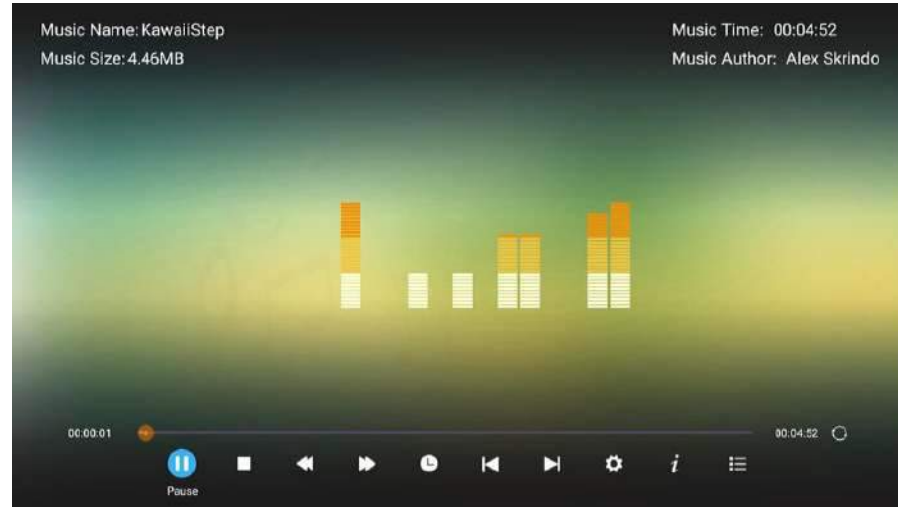 Music Name: KawaiiStep
Music Size: 4.46MB
Music Time: 00:04:52
Music Author: Alex Skrindo
00:00:01
00:04:52
Pause